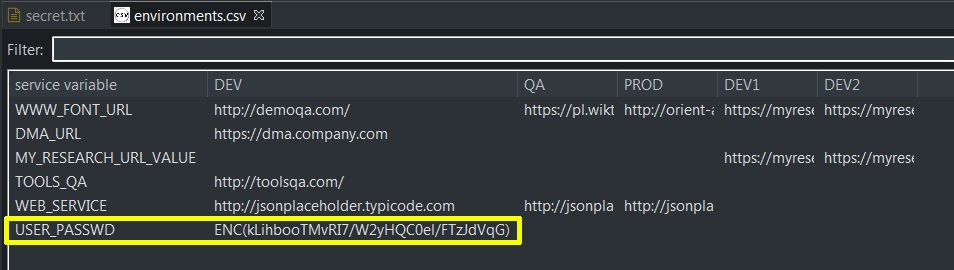 secret.txt csv environments.csv
Filter:
service variable DEV QA PROD DEV1 DEV2
WWW_FONT_URL http://demoqa.com/ https://pl.wikt http://orient-a https://myrese https://myrese
DMA_URL https://dma.company.com
MY_RESEARCH_URL_VALUE https://myrese https://myrese
TOOLS_QA http://toolsqa.com/
WEB_SERVICE http://jsonplaceholder.typicode.com http://jsonpla http://jsonpla
USER_PASSWD ENC(kLihbooTMvRI7/W2yHQC0el/FTzJdVqG)